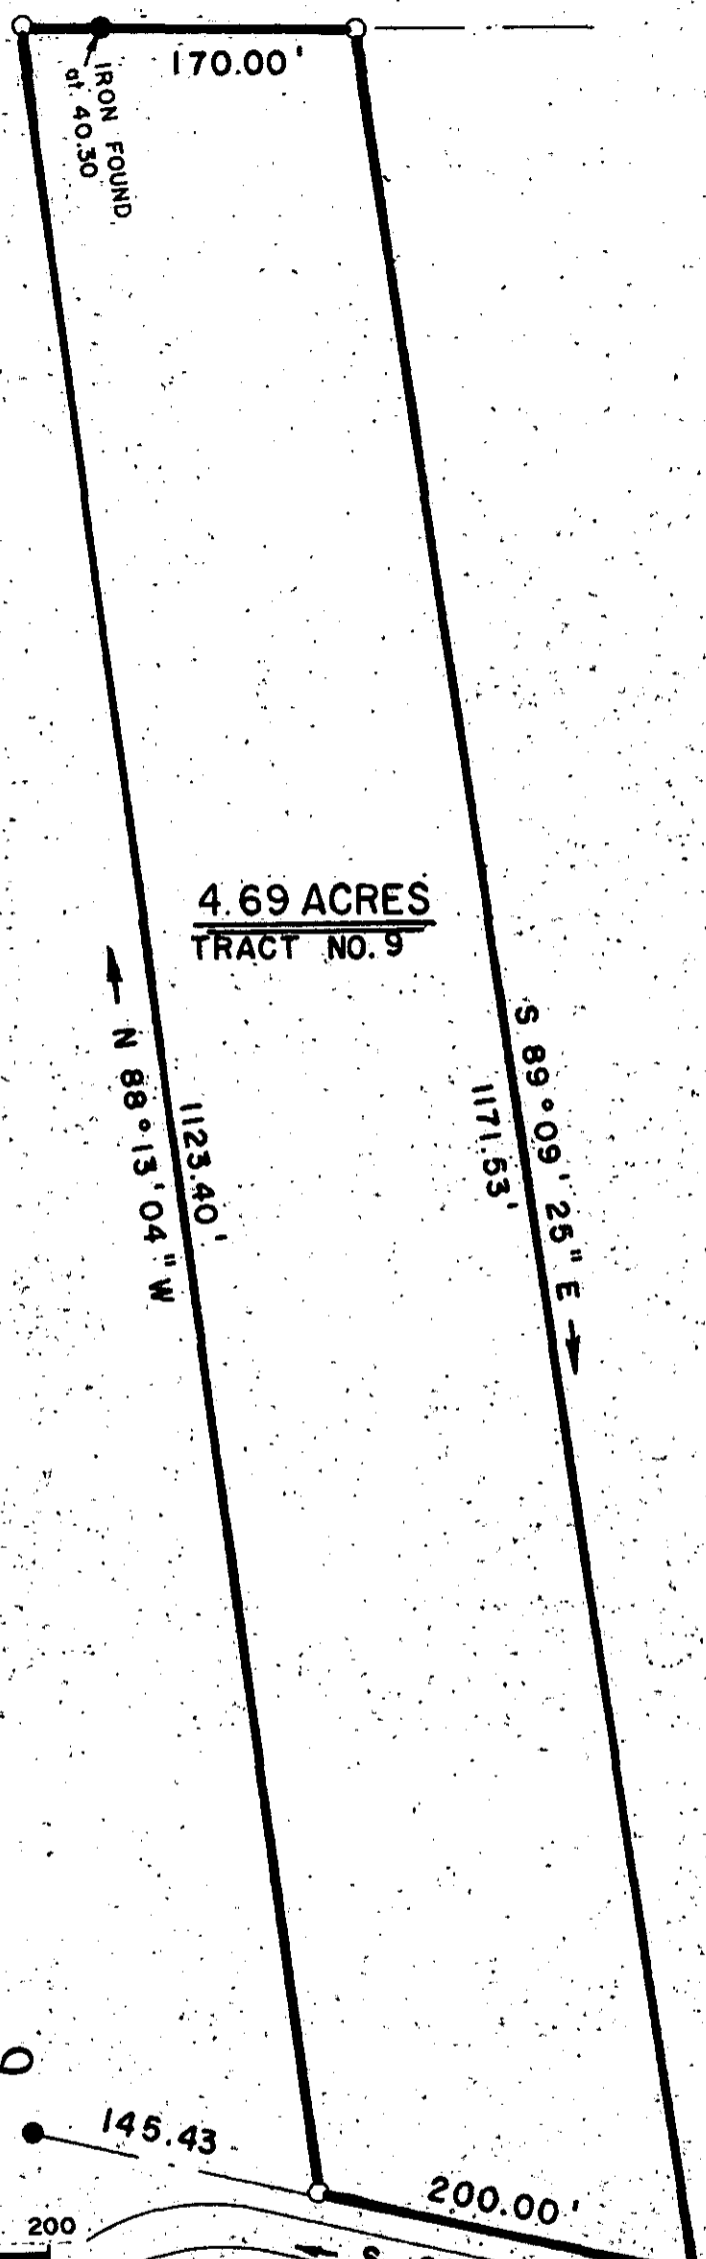 170.00'
IRON FOUND
at 40.30
4.69 ACRES
TRACT NO. 9
S 89°09'25" E
1171.53'
1123.40'
N 88°13'04" W
145.43
200.00'
200